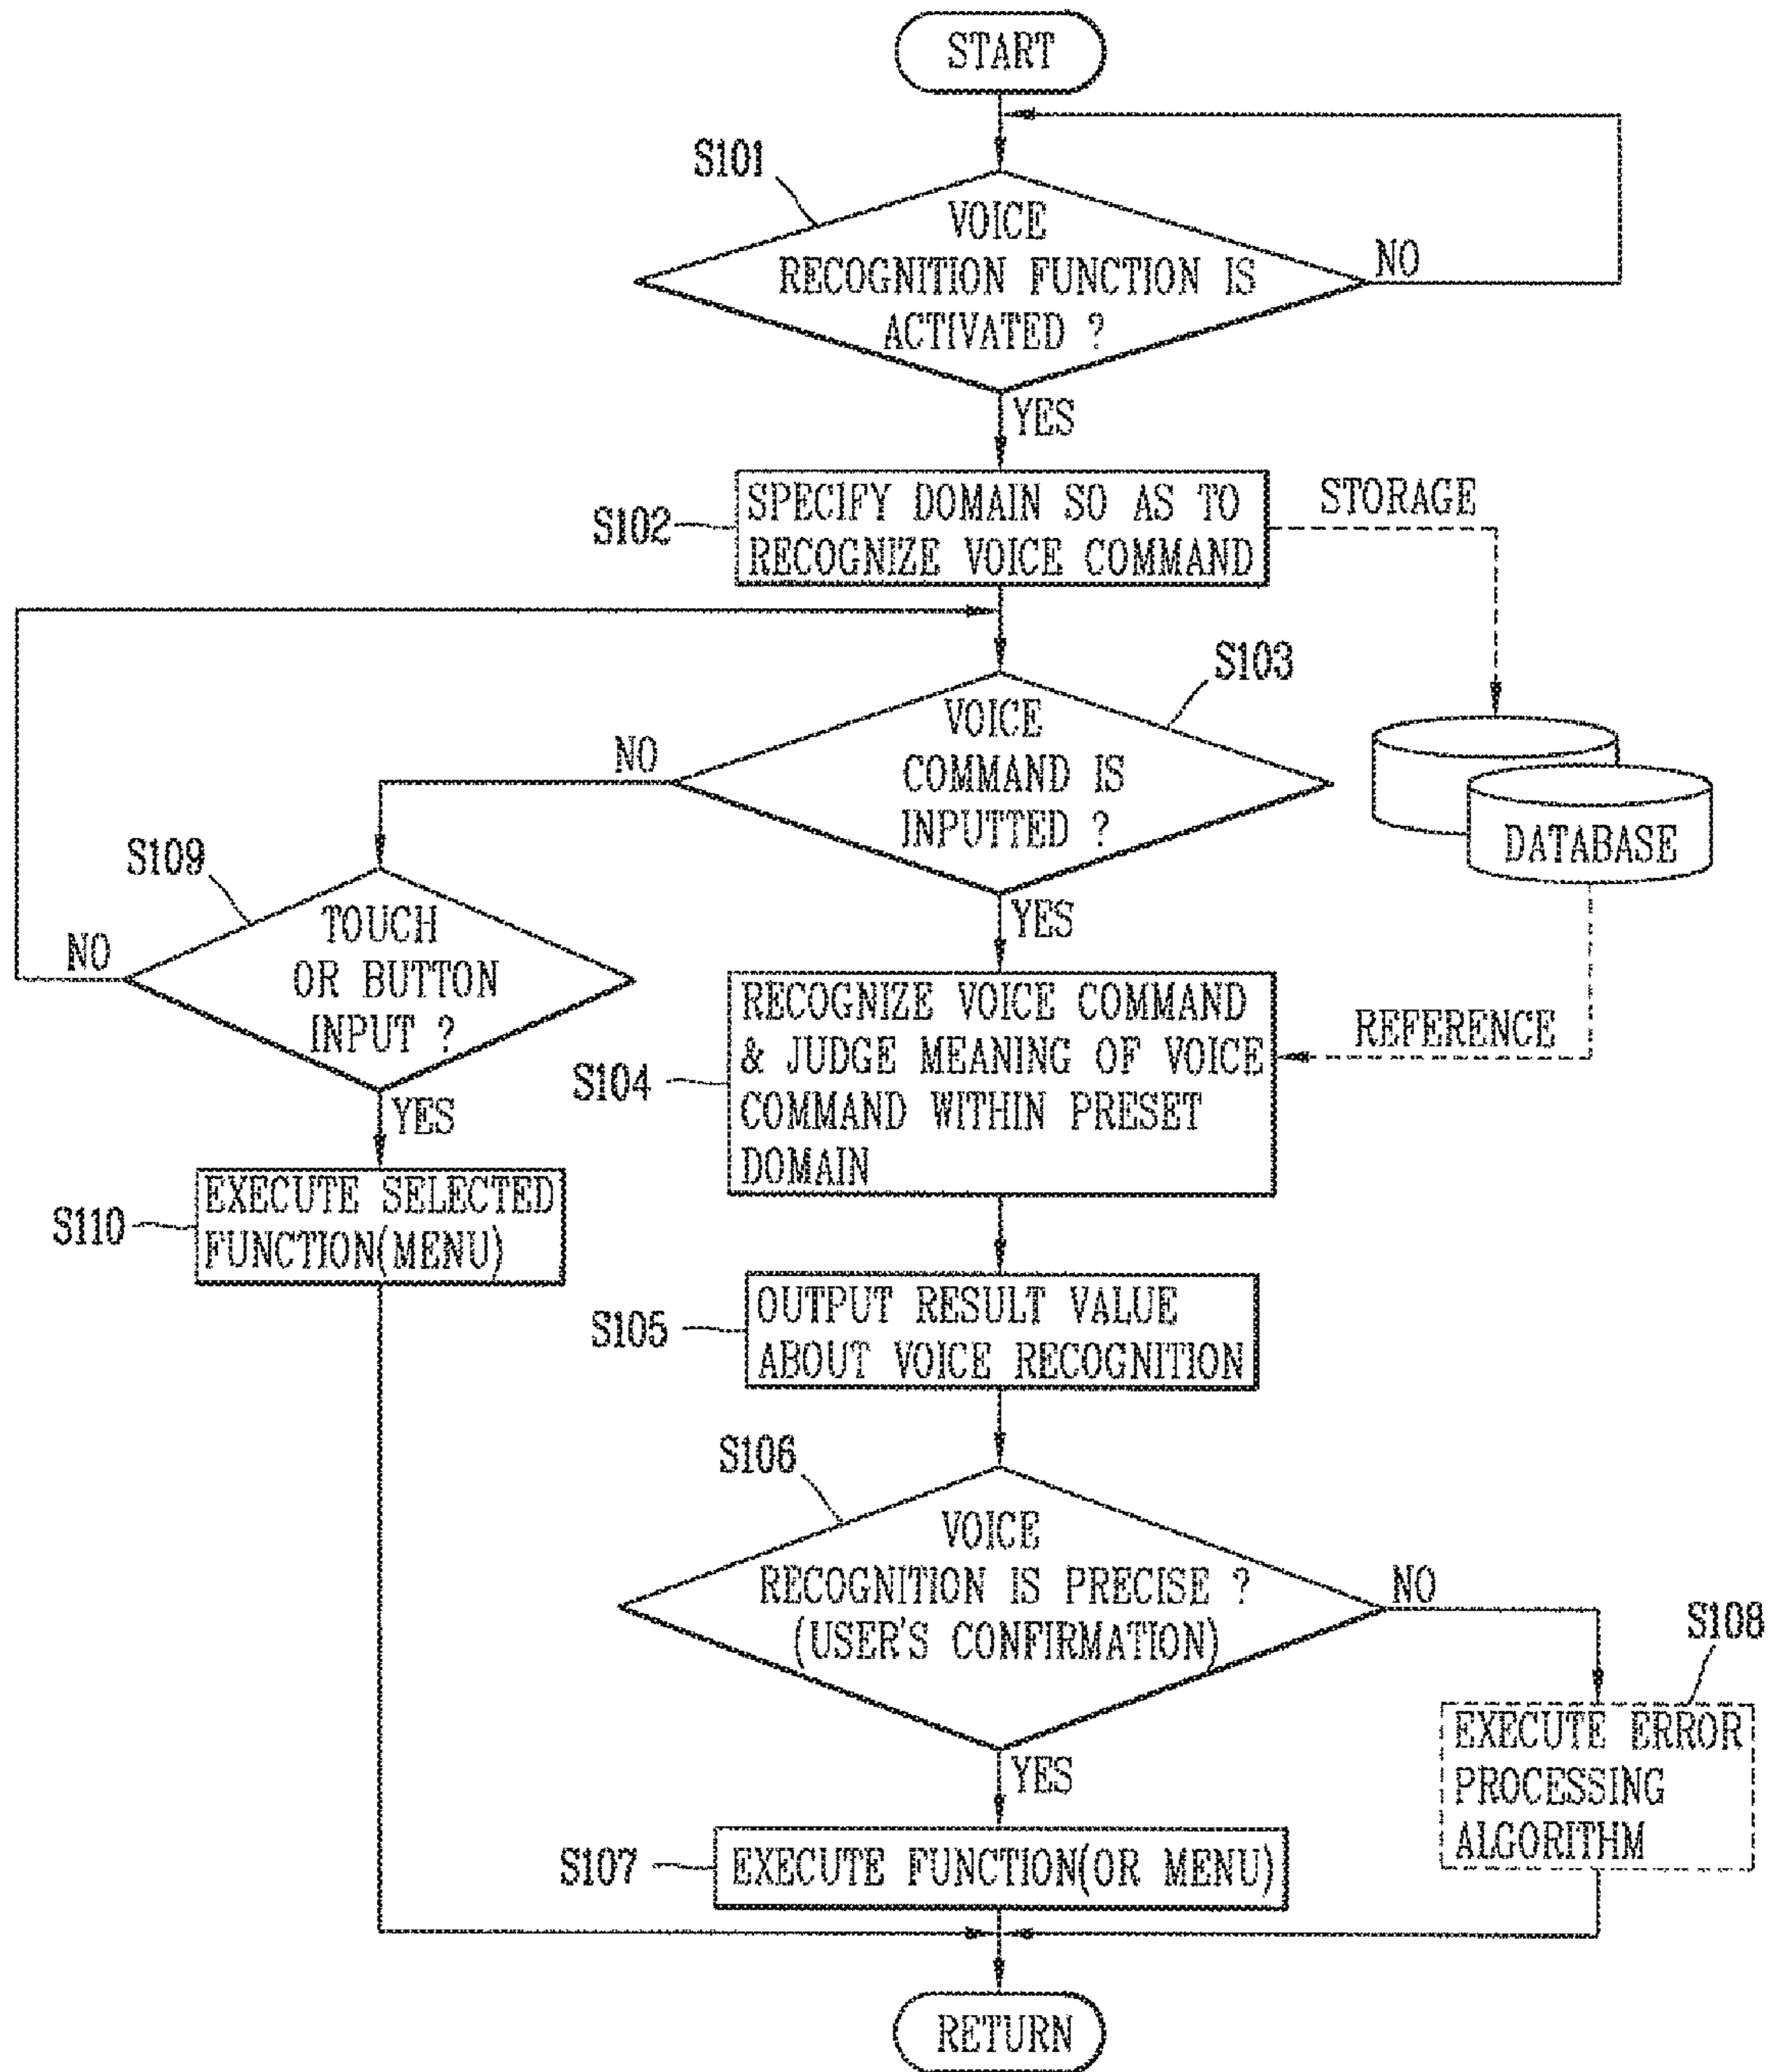 START
S101
VOICE
RECOGNITION FUNCTION IS
ACTIVATED ?
NO
YES
S102
SPECIFY DOMAIN SO AS TO
RECOGNIZE VOICE COMMAND
STORAGE
S103
VOICE
COMMAND IS
INPUTTED ?
NO
YES
DATABASE
S109
TOUCH
OR BUTTON
INPUT ?
NO
YES
S104
RECOGNIZE VOICE COMMAND
& JUDGE MEANING OF VOICE
COMMAND WITHIN PRESET
DOMAIN
REFERENCE
S110
EXECUTE SELECTED
FUNCTION(MENU)
S105
OUTPUT RESULT VALUE
ABOUT VOICE RECOGNITION
S106
VOICE
RECOGNITION IS PRECISE ?
(USER'S CONFIRMATION)
NO
YES
S108
EXECUTE ERROR
PROCESSING
ALGORITHM
S107
EXECUTE FUNCTION(OR MENU)
RETURN